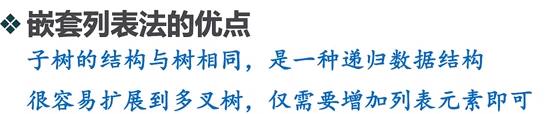 嵌套列表法的优点
子树的结构与树相同，是一种递归数据结构
很容易扩展到多叉树，仅需要增加列表元素即可